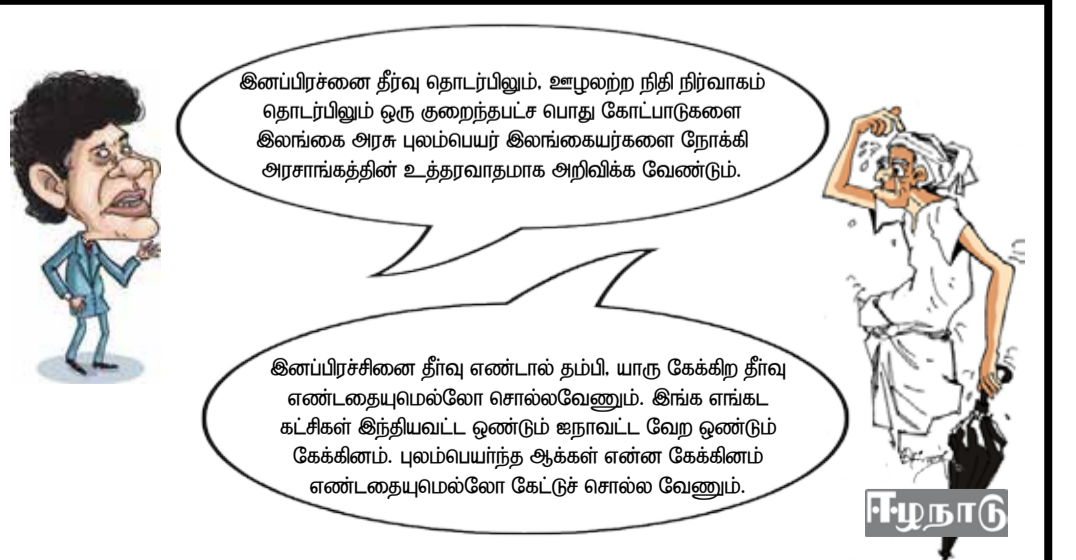 இனப்பிரச்னை தீர்வு தொடர்பிலும், ஊழலற்ற நிதி நிர்வாகம்
தொடர்பிலும் ஒரு குறைந்தபட்ச பொது கோட்பாடுகளை
இலங்கை அரசு புலம்பெயர் இலங்கையர்களை நோக்கி
அரசாங்கத்தின் உத்தரவாதமாக அறிவிக்க வேண்டும்.
இனப்பிரச்சினை தீர்வு எண்டால் தம்பி, யாரு கேக்கிற தீர்வு
எண்டதையுமெல்லோ சொல்லவேணும். இங்க எங்கட
கட்சிகள் இந்தியவட்ட ஒண்டும் ஐநாவட்ட வேற ஒண்டும்
கேக்கினம். புலம்பெயர்ந்த ஆக்கள் என்ன கேக்கினம்
எண்டதையுமெல்லோ கேட்டுச் சொல்ல வேணும்.
ஈழநாடு